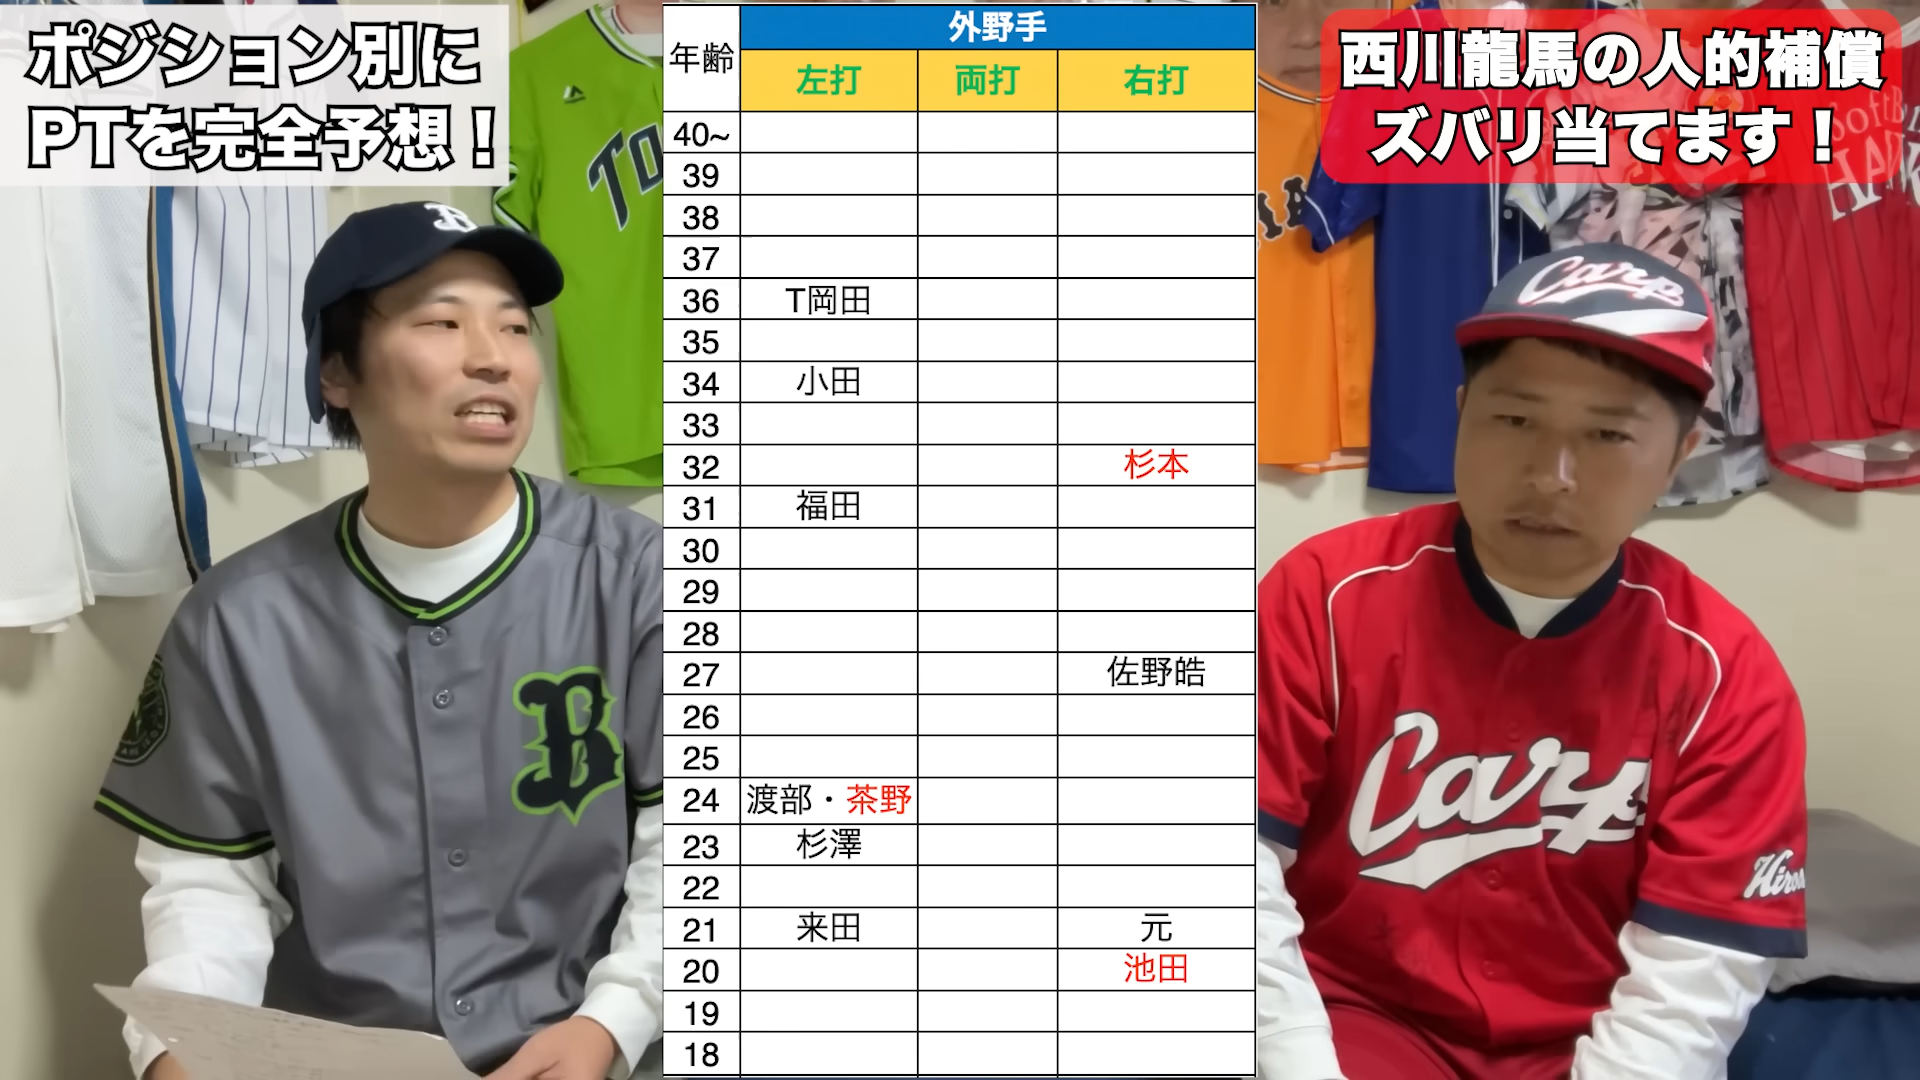 ポジション別に
PTを完全予想！
西川龍馬の人的補償
ズバリ当てます！
年齢 外野手
左打 両打 右打
40~
39
38
37
36 T岡田
35
34 小田
33
32 杉本
31 福田
30
29
28
27 佐野皓
26
25
24 渡部・茶野
23 杉澤
22
21 来田 元
20 池田
19
18
B
B
Carp
Carp
TO